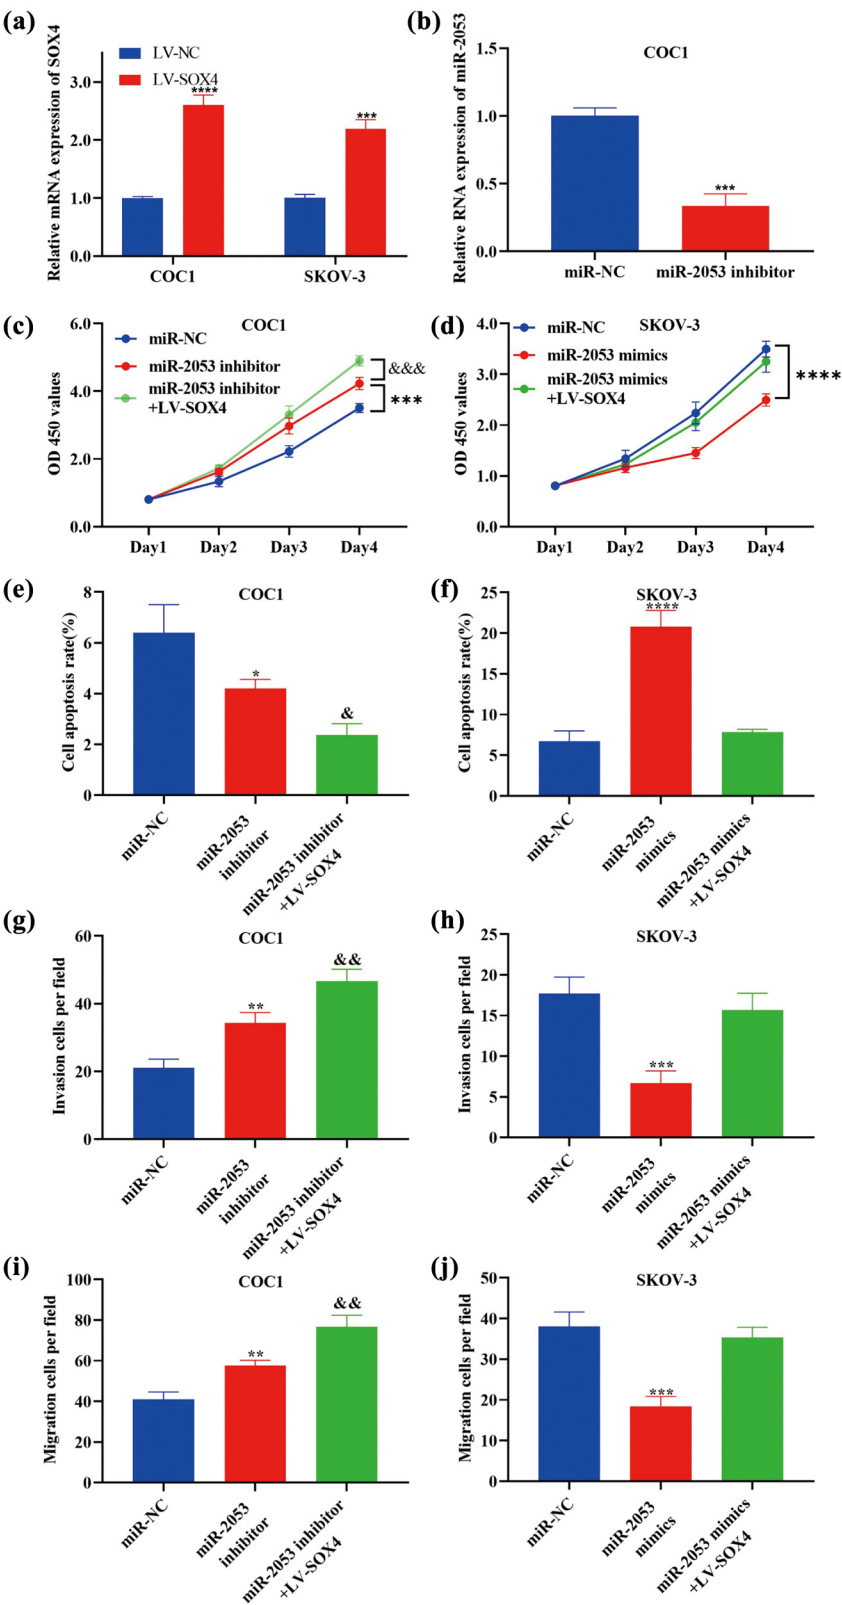 (a)
Relative mRNA expression of SOX4
LV-NC
LV-SOX4
3.0
2.0
1.0
0.0
****
***
COC1
SKOV-3
(b)
Relative RNA expression of miR-2053
COC1
1.5
1.0
0.5
0.0
***
miR-NC
miR-2053 inhibitor
(c)
COC1
OD 450 values
6.0
4.0
2.0
0.0
miR-NC
miR-2053 inhibitor
miR-2053 inhibitor
+LV-SOX4
&&&
***
Day1
Day2
Day3
Day4
(d)
SKOV-3
OD 450 values
4.0
3.0
2.0
1.0
0.0
miR-NC
miR-2053 mimics
miR-2053 mimics
+LV-SOX4
****
Day1
Day2
Day3
Day4
(e)
COC1
Cell apoptosis rate(%)
8
6
4
2
0
*
&
miR-NC
miR-2053
inhibitor
miR-2053 inhibitor
+LV-SOX4
(f)
SKOV-3
Cell apoptosis rate(%)
25
20
15
10
5
0
****
miR-NC
miR-2053
mimics
miR-2053 mimics
+LV-SOX4
(g)
COC1
Invasion cells per field
60
40
20
0
**
&&
miR-NC
miR-2053
inhibitor
miR-2053 inhibitor
+LV-SOX4
(h)
SKOV-3
Invasion cells per field
25
20
15
10
5
0
***
miR-NC
miR-2053
mimics
miR-2053 mimics
+LV-SOX4
(i)
COC1
Migration cells per field
100
80
60
40
20
0
**
&&
miR-NC
miR-2053
inhibitor
miR-2053 inhibitor
+LV-SOX4
(j)
SKOV-3
Migration cells per field
50
40
30
20
10
0
***
miR-NC
miR-2053
mimics
miR-2053 mimics
+LV-SOX4